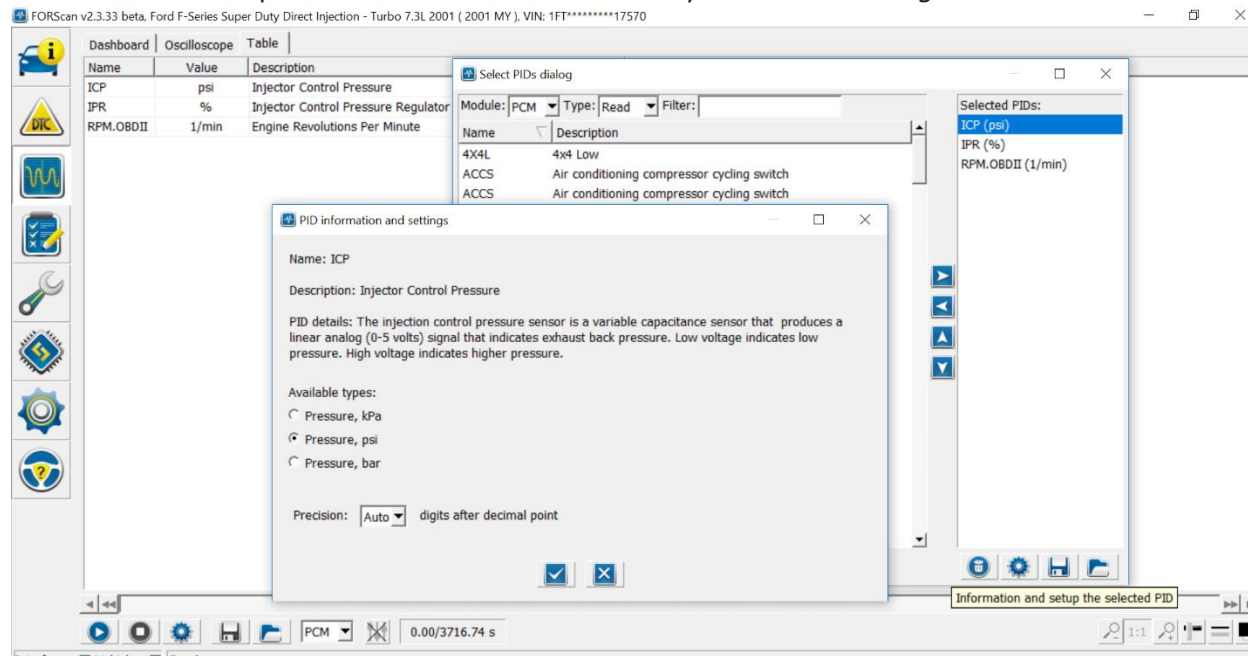 FORScan v2.3.33 beta, Ford F-Series Super Duty Direct Injection - Turbo 7.3L 2001 ( 2001 MY ), VIN: 1FT*********17570
Dashboard Oscilloscope Table
Name Value Description
ICP psi Injector Control Pressure
IPR % Injector Control Pressure Regulator
RPM.OBDII 1/min Engine Revolutions Per Minute
DTC
Select PIDs dialog
Module: PCM Type: Read Filter:
Name Description
4X4L 4x4 Low
ACCS Air conditioning compressor cycling switch
ACCS Air conditioning compressor cycling switch
Selected PIDs:
ICP (psi)
IPR (%)
RPM.OBDII (1/min)
PID information and settings
Name: ICP
Description: Injector Control Pressure
PID details: The injection control pressure sensor is a variable capacitance sensor that produces a
linear analog (0-5 volts) signal that indicates exhaust back pressure. Low voltage indicates low
pressure. High voltage indicates higher pressure.
Available types:
Pressure, kPa
Pressure, psi
Pressure, bar
Precision: Auto digits after decimal point
Information and setup the selected PID
PCM 0.00/3716.74 s
1:1